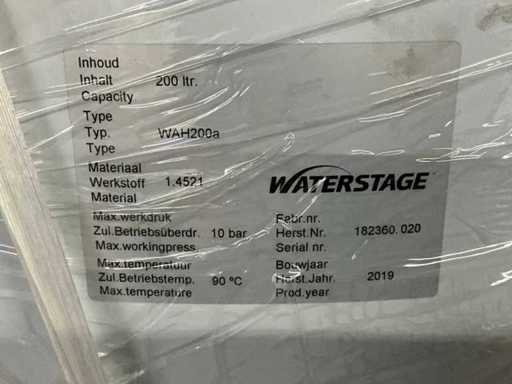 Inhoud
Inhalt 200 ltr.
Capacity
Type
Typ. WAH200a
Type
Materiaal
Werkstoff 1.4521
Material
WATERSTAGE
Max.werkdruk
Zul.Betriebsüberdr. 10 bar
Max.workingpress.
Fabr.nr.
Herst.Nr. 182360.020
Serial nr.
Max.temperatuur
Zul.Betriebstemp. 90 ºC
Max.temperature
Bouwjaar
Herst.Jahr. 2019
Prod.year